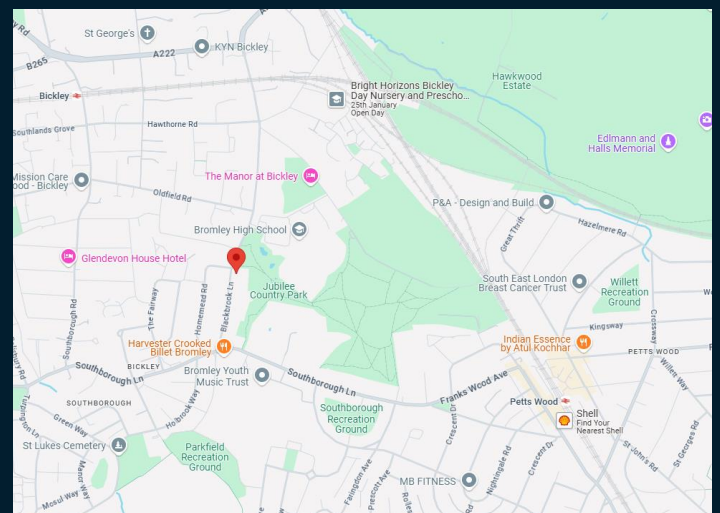 St George's
KYN Bickley
A222
B265
Bickley
Bright Horizons Bickley
Day Nursery and Prescho...
25th January
Open Day
Hawkwood
Estate
Hawthorne Rd
Southlands Grove
Edlmann and
Halls Memorial
Mission Care
The Manor at Bickley
Oldfield Rd
P&A - Design and Build
Bromley High School
Great Thrift
Hazelmere Rd
Glendevon House Hotel
Jubilee
Country Park
South East London
Breast Cancer Trust
Willett
Recreation
Ground
Southborough Rd
The Fairway
Homemead Rd
Blackbrook Ln
Crossway
Kingsway
Harvester Crooked
Billet Bromley
Indian Essence
by Atul Kochhar
PETTS WOOD
BICKLEY
Southborough Ln
Bromley Youth
Music Trust
Southborough Ln
Franks Wood Ave
Willett Way
Petts Wood
SOUTHBOROUGH
Holbrook Way
Southborough
Recreation
Ground
Crescent Dr
Shell
Find Your
Nearest Shell
Green Way
St Lukes Cemetery
Parkfield
Recreation
Ground
Nightingale Rd
Crescent Dr
St John's Rd
St Georges Rd
Manor Way
Faringdon Ave
Prescott Ave
MB FITNESS
Mosul Way